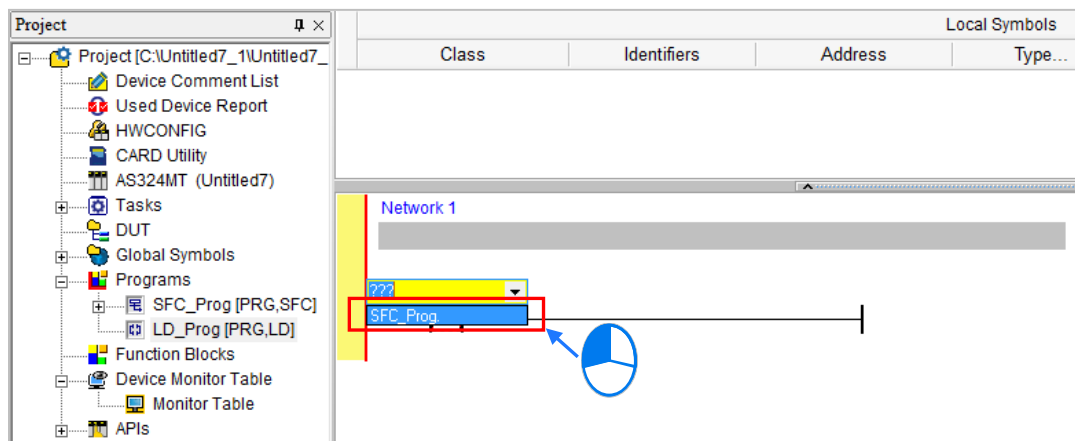 Project
Project [C:\Untitled7_1\Untitled7_
Device Comment List
Used Device Report
HWCONFIG
CARD Utility
AS324MT (Untitled7)
Tasks
DUT
Global Symbols
Programs
SFC_Prog [PRG,SFC]
LD_Prog [PRG,LD]
Function Blocks
Device Monitor Table
Monitor Table
APIs
Local Symbols
Class Identifiers Address Type...
Network 1
???
SFC_Prog.